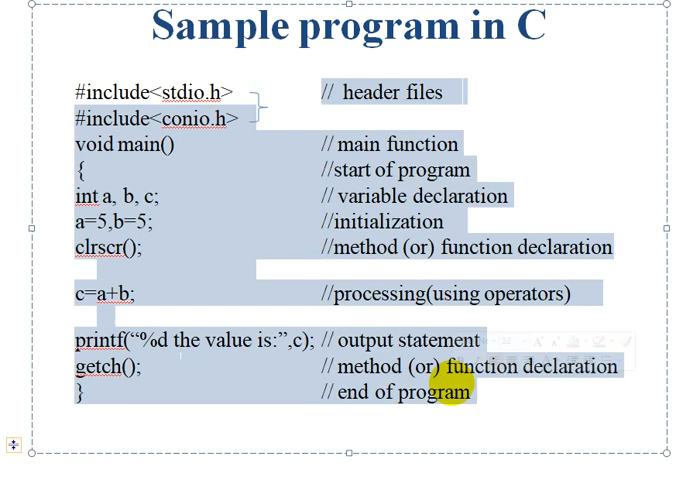 Sample program in C
#include<stdio.h> // header files
#include<conio.h>
void main() // main function
{ //start of program
int a, b, c; // variable declaration
a=5,b=5; //initialization
clrscr(); //method (or) function declaration
c=a+b; //processing(using operators)
printf(“%d the value is:”,c); // output statement
getch(); // method (or) function declaration
} // end of program